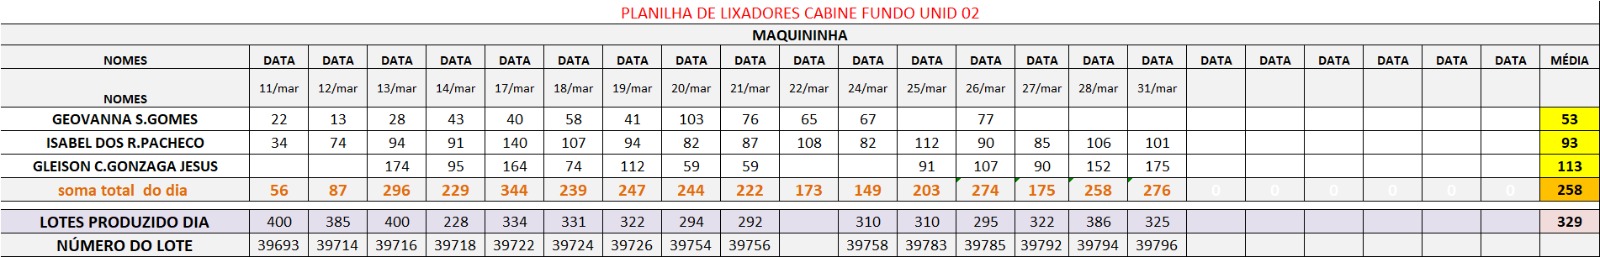 PLANILHA DE LIXADORES CABINE FUNDO UNID 02
MAQUININHA
NOMES DATA DATA DATA DATA DATA DATA DATA DATA DATA DATA DATA DATA DATA DATA DATA DATA DATA DATA DATA DATA DATA DATA MÉDIA
NOMES 11/mar 12/mar 13/mar 14/mar 17/mar 18/mar 19/mar 20/mar 21/mar 22/mar 24/mar 25/mar 26/mar 27/mar 28/mar 31/mar
GEOVANNA S.GOMES 22 13 28 43 40 58 41 103 76 65 67 77 53
ISABEL DOS R.PACHECO 34 74 94 91 140 107 94 82 87 108 82 112 90 85 106 101 93
GLEISON C.GONZAGA JESUS 174 95 164 74 112 59 59 91 107 90 152 175 113
soma total do dia 56 87 296 229 344 239 247 244 222 173 149 203 274 175 258 276 0 0 0 0 0 0 258
LOTES PRODUZIDO DIA 400 385 400 228 334 331 322 294 292 310 310 295 322 386 325 329
NÚMERO DO LOTE 39693 39714 39716 39718 39722 39724 39726 39754 39756 39758 39783 39785 39792 39794 39796